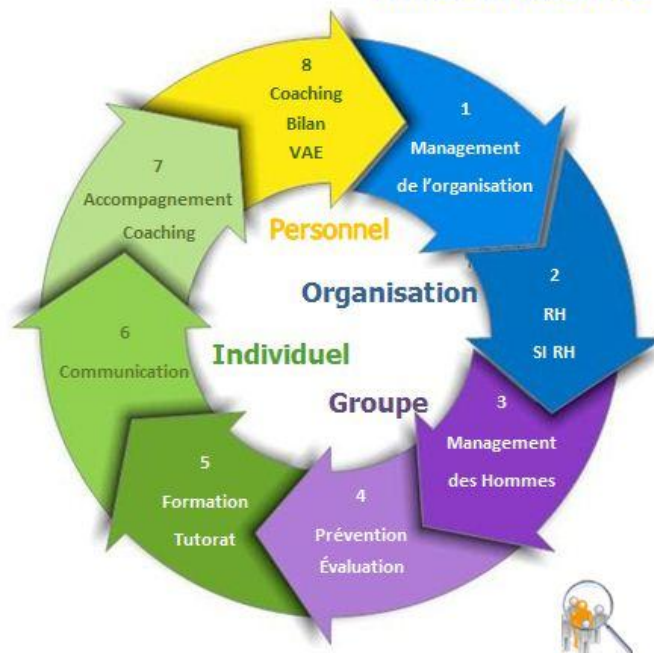 8
Coaching
Bilan
VAE
1
Management
de l'organisation
2
RH
SI RH
3
Management
des Hommes
4
Prévention
Évaluation
5
Formation
Tutorat
6
Communication
7
Accompagnement
Coaching
Personnel
Organisation
Individuel
Groupe